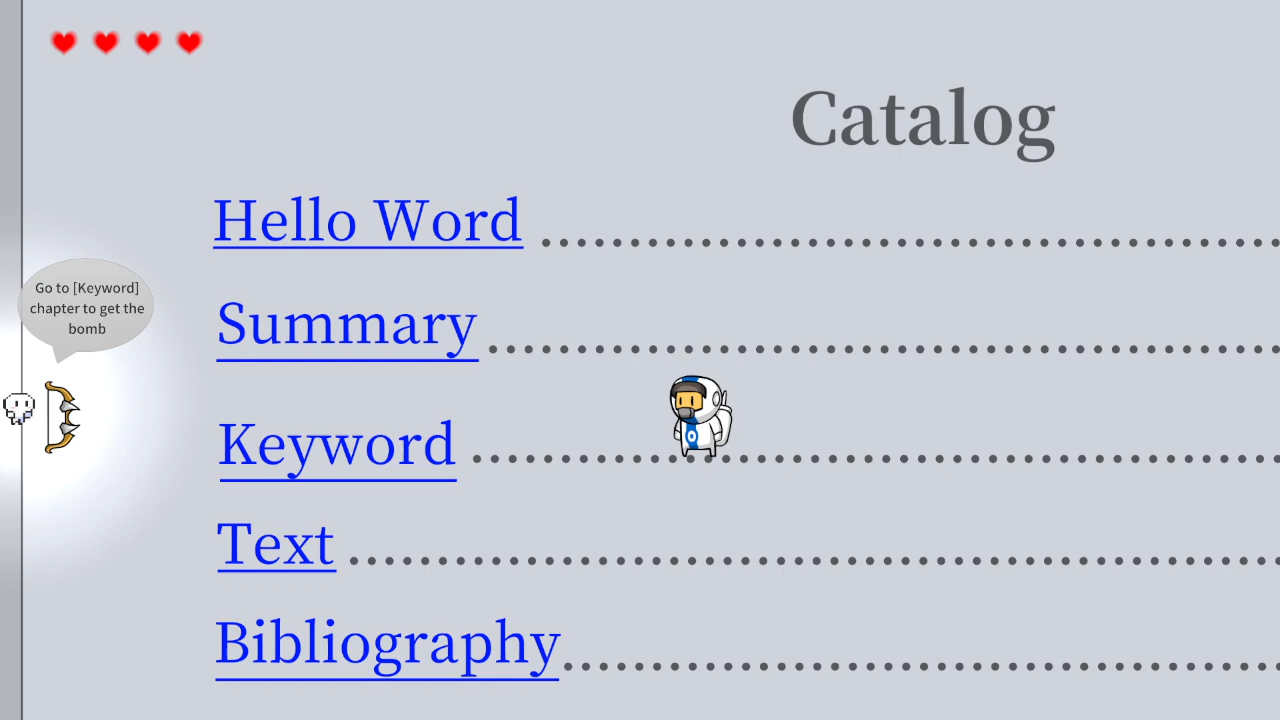 Catalog
Hello Word
Summary
Go to [Keyword]
chapter to get the
bomb
Keyword
Text
Bibliography